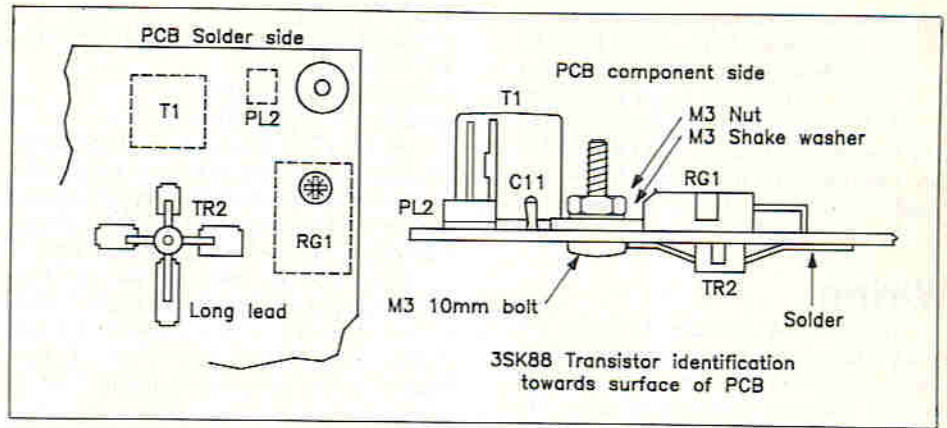 PCB Solder side
T1
PL2
TR2
RG1
Long lead
PCB component side
T1
M3 Nut
M3 Shake washer
C11
RG1
PL2
TR2
M3 10mm bolt
Solder
3SK88 Transistor identification
towards surface of PCB